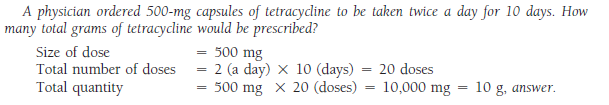 A physician ordered 500-mg capsules of tetracycline to be taken twice a day for 10 days. How
many total grams of tetracycline would be prescribed?
Size of dose = 500 mg
Total number of doses = 2 (a day) × 10 (days) = 20 doses
Total quantity = 500 mg × 20 (doses) = 10,000 mg = 10 g, answer.